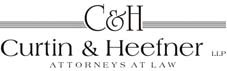 C&H
Curtin & Heefner LLP
ATTORNEYS AT LAW